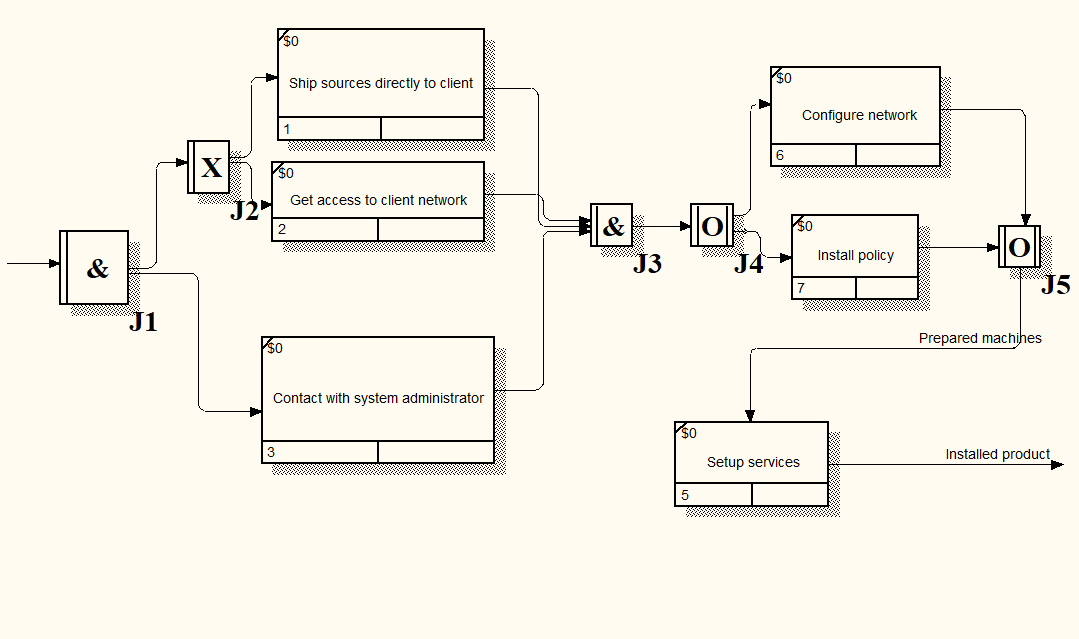 $0
Ship sources directly to client
1
X
J2
$0
Get access to client network
2
&
J1
$0
Contact with system administrator
3
&
J3
O
J4
$0
Configure network
6
$0
Install policy
7
O
J5
Prepared machines
$0
Setup services
5
Installed product